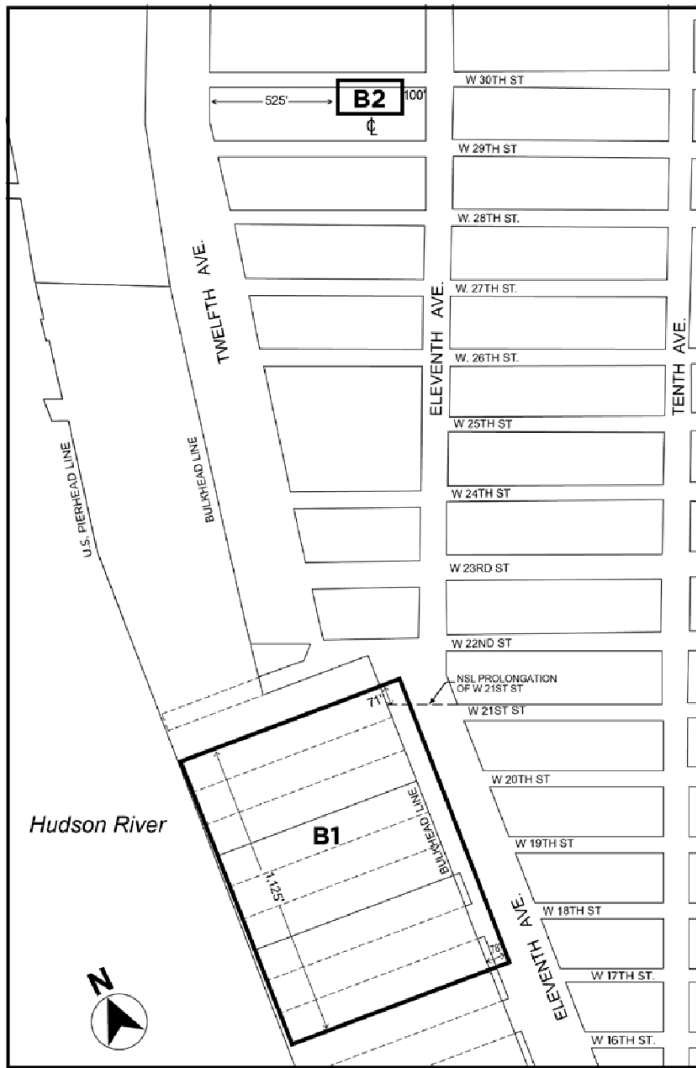 W 30TH ST
525'
B2
100'
℄
W 29TH ST
W. 28TH ST.
TWELFTH AVE.
W. 27TH ST.
ELEVENTH AVE.
TENTH AVE.
W 26TH ST.
W 25TH ST
U.S. PIERHEAD LINE
BULKHEAD LINE
W 24TH ST
W 23RD ST
W 22ND ST
NSL PROLONGATION
OF W 21ST ST
71'
W 21ST ST
W 20TH ST
Hudson River
B1
BULKHEAD LINE
W 19TH ST
1,125'
W 18TH ST
ELEVENTH AVE.
W 17TH ST.
N
W 16TH ST.